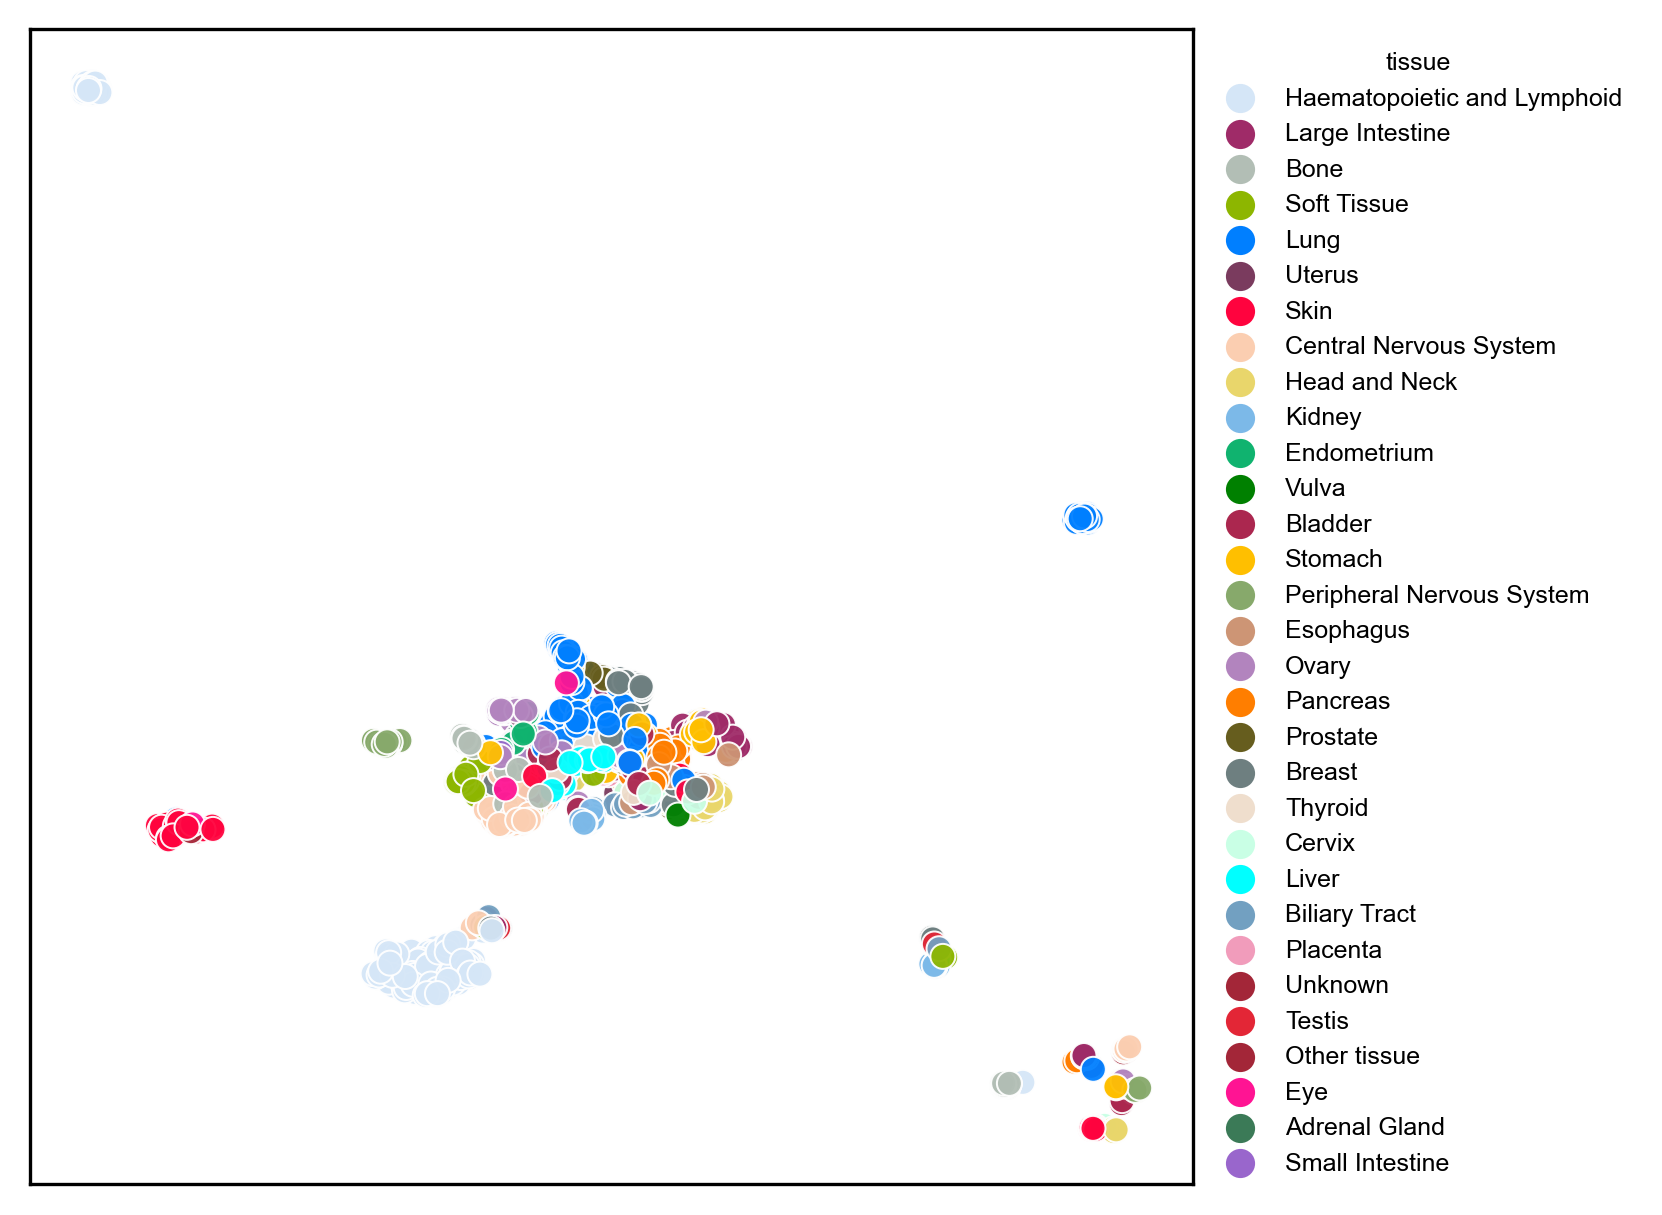 tissue
Haematopoietic and Lymphoid
Large Intestine
Bone
Soft Tissue
Lung
Uterus
Skin
Central Nervous System
Head and Neck
Kidney
Endometrium
Vulva
Bladder
Stomach
Peripheral Nervous System
Esophagus
Ovary
Pancreas
Prostate
Breast
Thyroid
Cervix
Liver
Biliary Tract
Placenta
Unknown
Testis
Other tissue
Eye
Adrenal Gland
Small Intestine